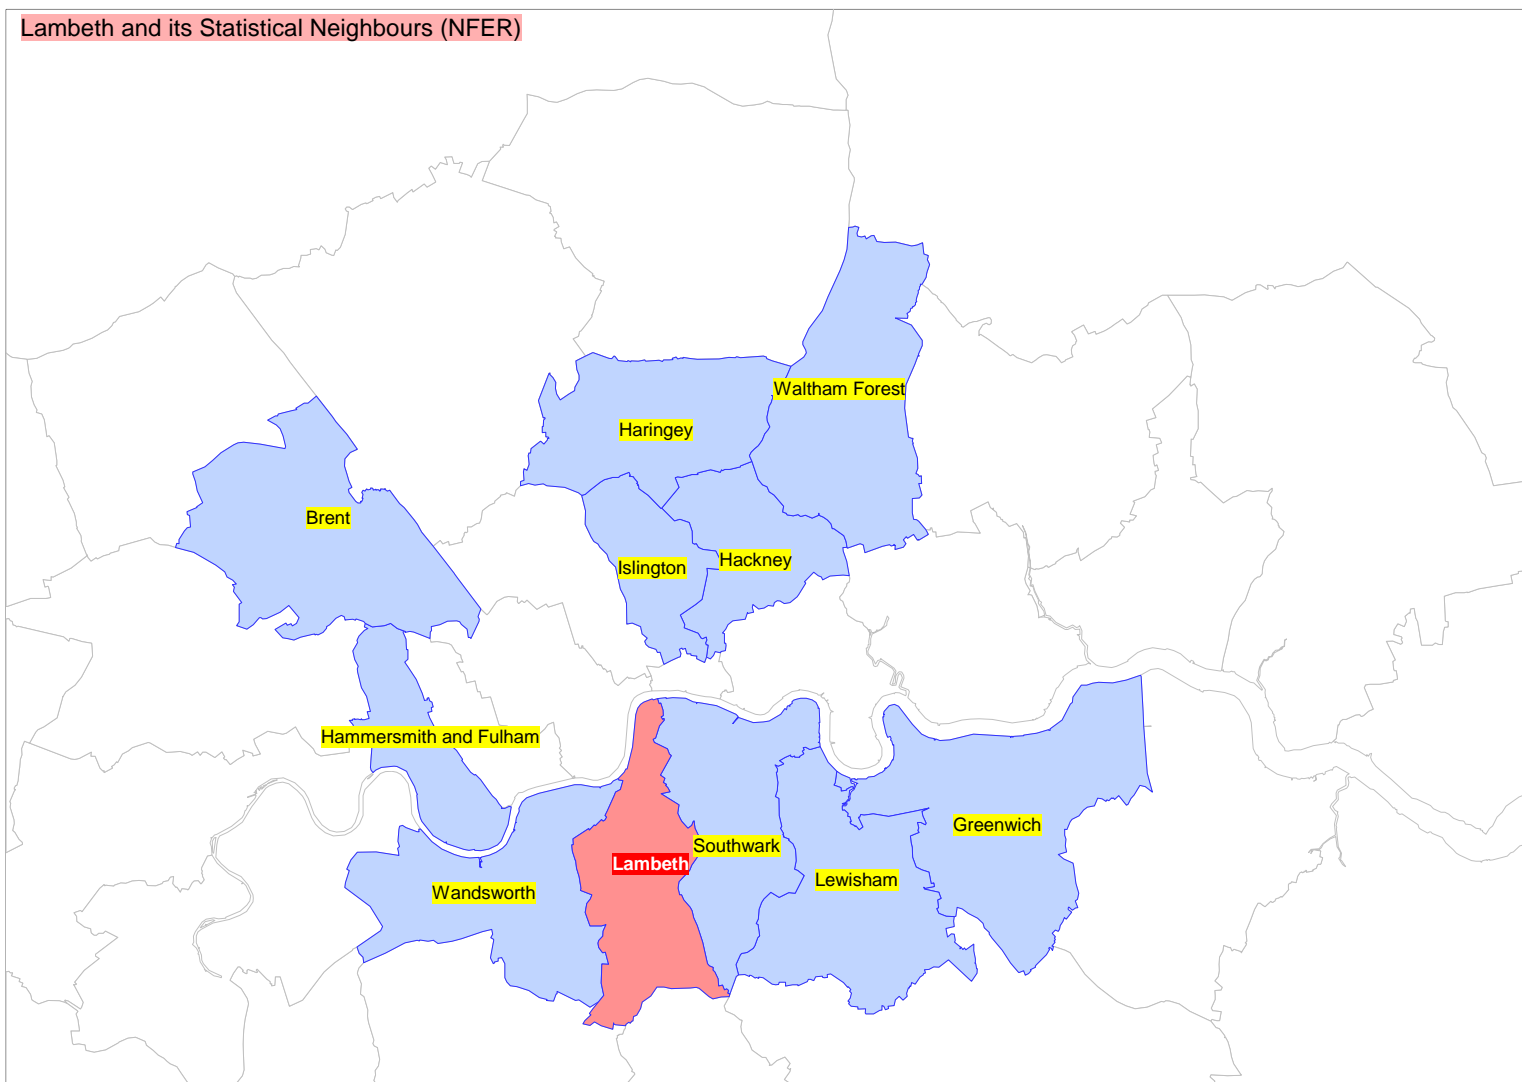 Lambeth and its Statistical Neighbours (NFER)
Waltham Forest
Haringey
Brent
Islington
Hackney
Hammersmith and Fulham
Greenwich
Southwark
Lambeth
Lewisham
Wandsworth